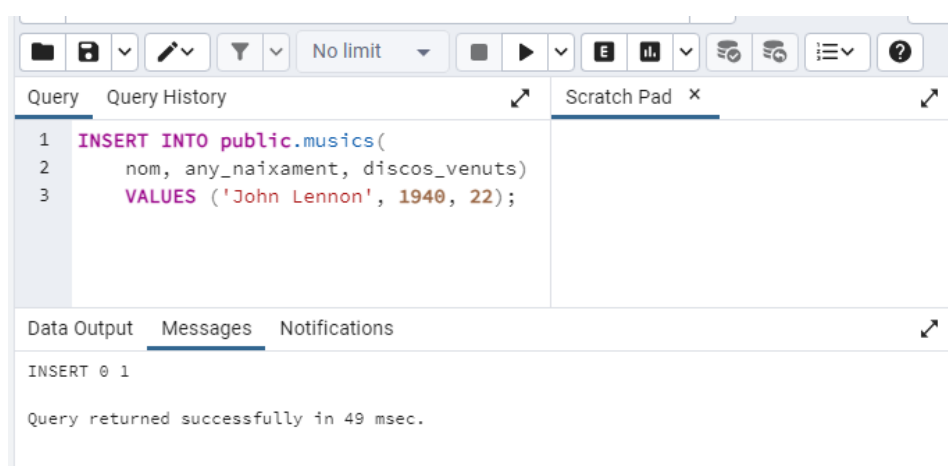 No limit
E
Query Query History
Scratch Pad ×
1 INSERT INTO public.musics(
2 nom, any_naixament, discos_venuts)
3 VALUES ('John Lennon', 1940, 22);
Data Output Messages Notifications
INSERT 0 1
Query returned successfully in 49 msec.